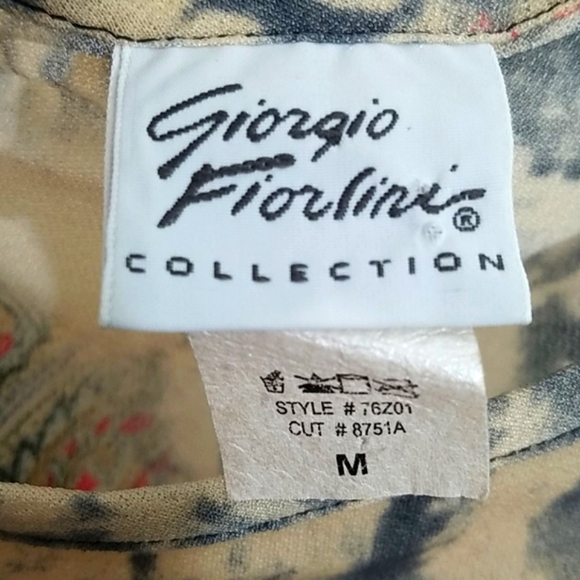 Giorgio
Fiorlini®
COLLECTION
STYLE # 76Z01
CUT # 8751A
M